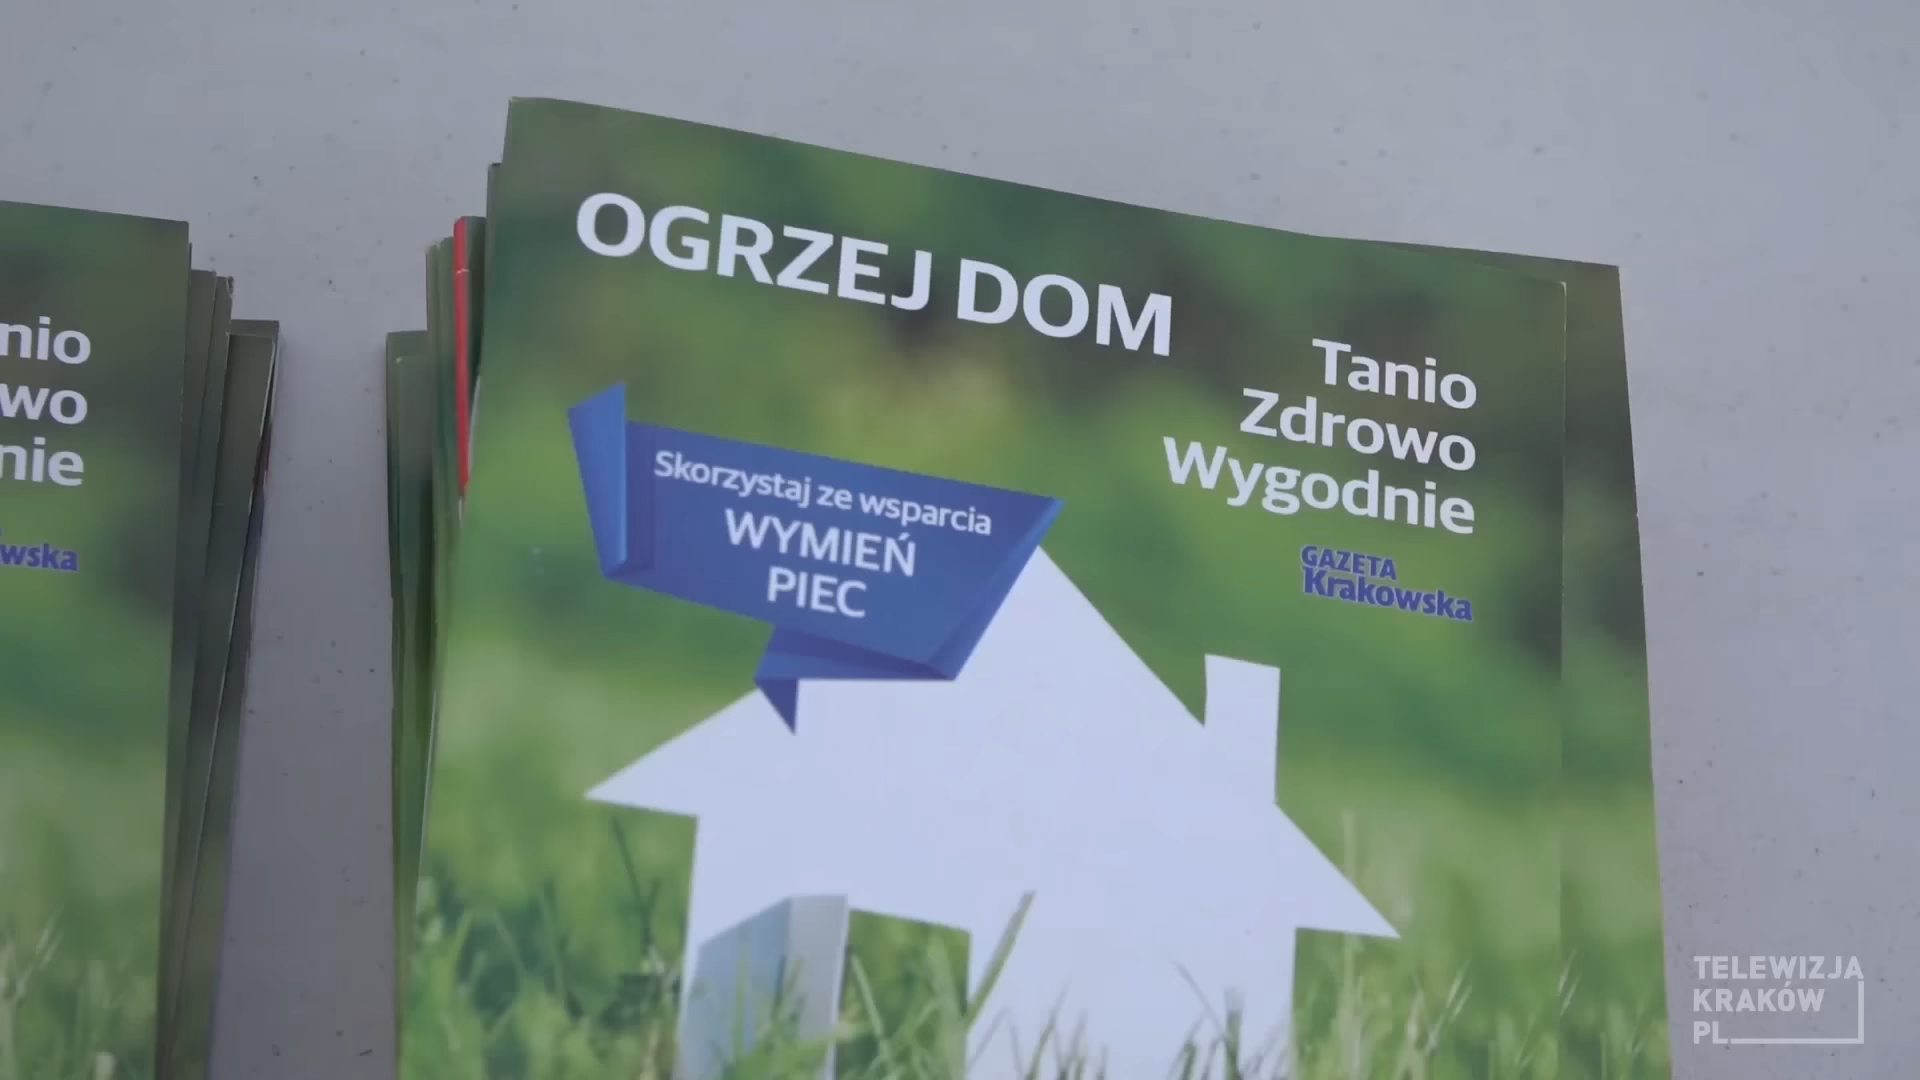 OGRZEJ DOM
Tanio
Zdrowo
Wygodnie
GAZETA
Krakowska
Skorzystaj ze wsparcia
WYMIEŃ
PIEC
nio
wo
nie
wska
TELEWIZJA
KRAKÓW
PL